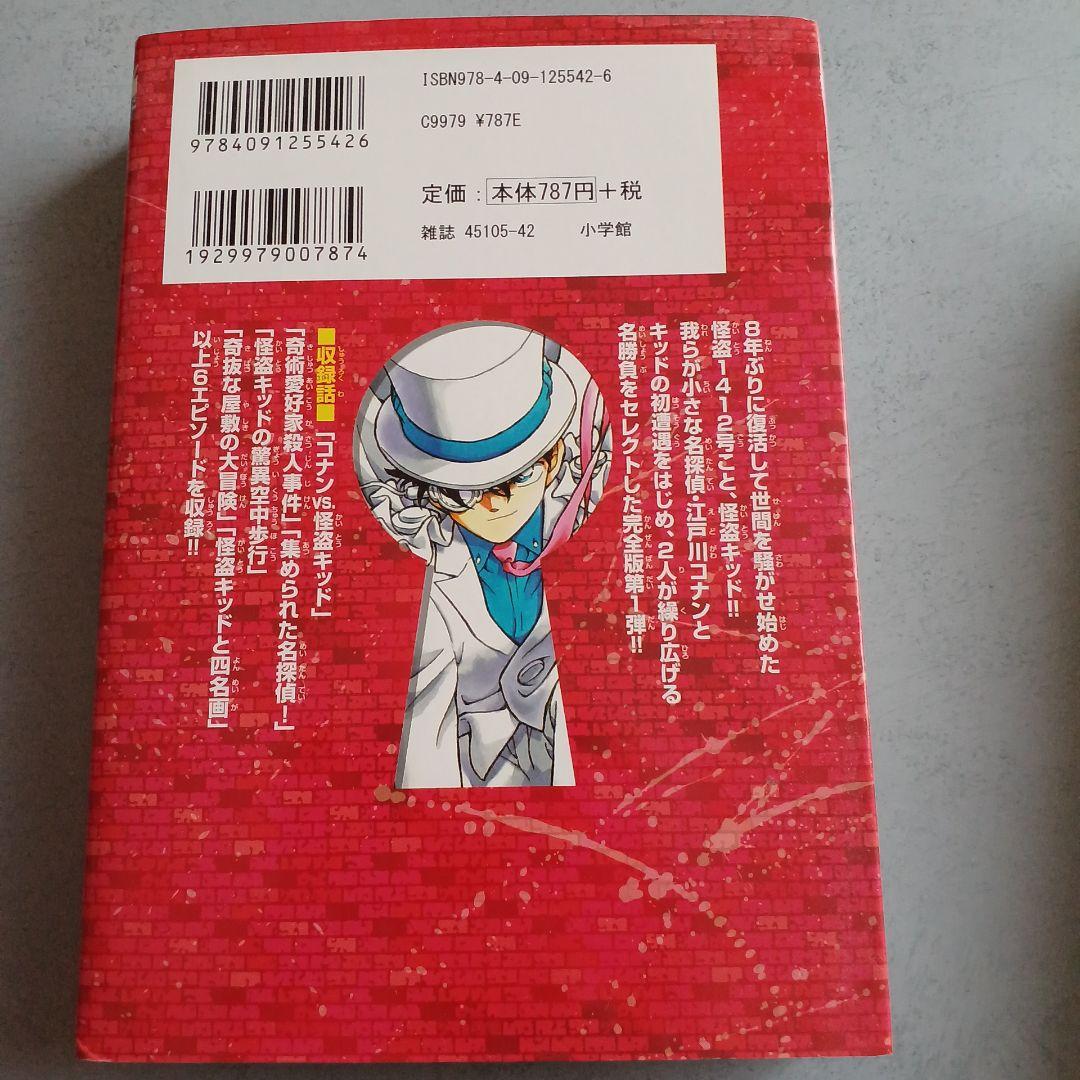 ISBN978-4-09-125542-6
C9979 ¥787E
9784091255426
定価：本体787円＋税
雑誌 45105-42 小学館
1929979007874
8年ぶりに復活して世間を騒がせ始めた
怪盗1412号こと、怪盗キッド!!
我らが小さな名探偵・江戸川コナンと
キッドの初遭遇をはじめ、2人が繰り広げる
名勝負をセレクトした完全版第1弾!!
■収録話■「コナンvs.怪盗キッド」
「奇術愛好家殺人事件」「集められた名探偵!」
「怪盗キッドの驚異空中歩行」
「奇抜な屋敷の大冒険」「怪盗キッドと四名画」
以上6エピソードを収録!!